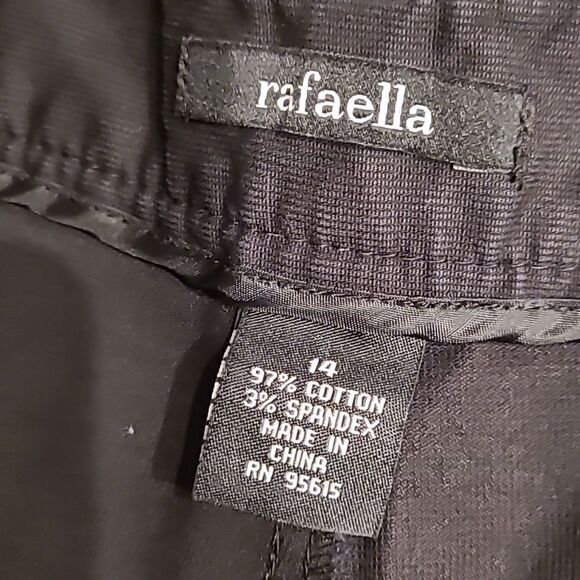 rafaella
14
97% COTTON
3% SPANDEX
MADE IN
CHINA
RN 95615